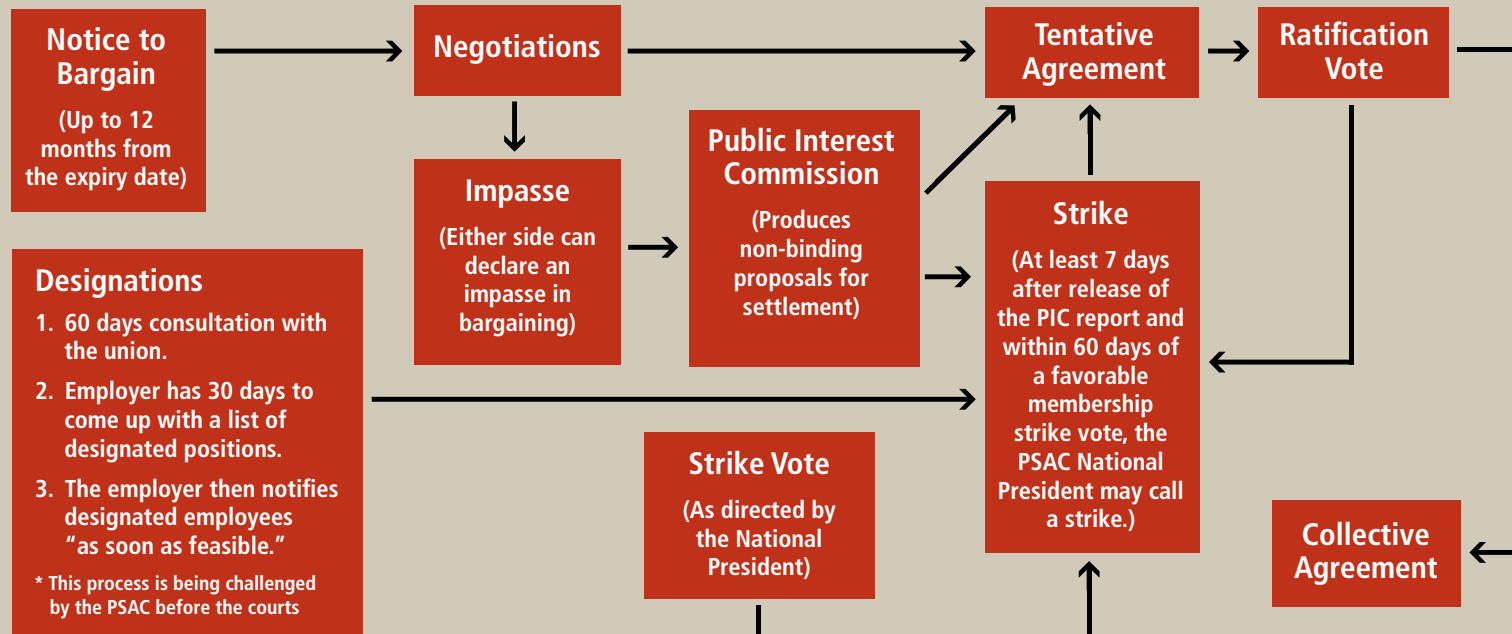 Notice to
Bargain
(Up to 12
months from
the expiry date)
Negotiations
Tentative
Agreement
Ratification
Vote
Impasse
(Either side can
declare an
impasse in
bargaining)
Public Interest
Commission
(Produces
non-binding
proposals for
settlement)
Strike
(At least 7 days
after release of
the PIC report and
within 60 days of
a favorable
membership
strike vote, the
PSAC National
President may call
a strike.)
Designations
1. 60 days consultation with
the union.
2. Employer has 30 days to
come up with a list of
designated positions.
3. The employer then notifies
designated employees
“as soon as feasible.”
* This process is being challenged
by the PSAC before the courts
Strike Vote
(As directed by
the National
President)
Collective
Agreement